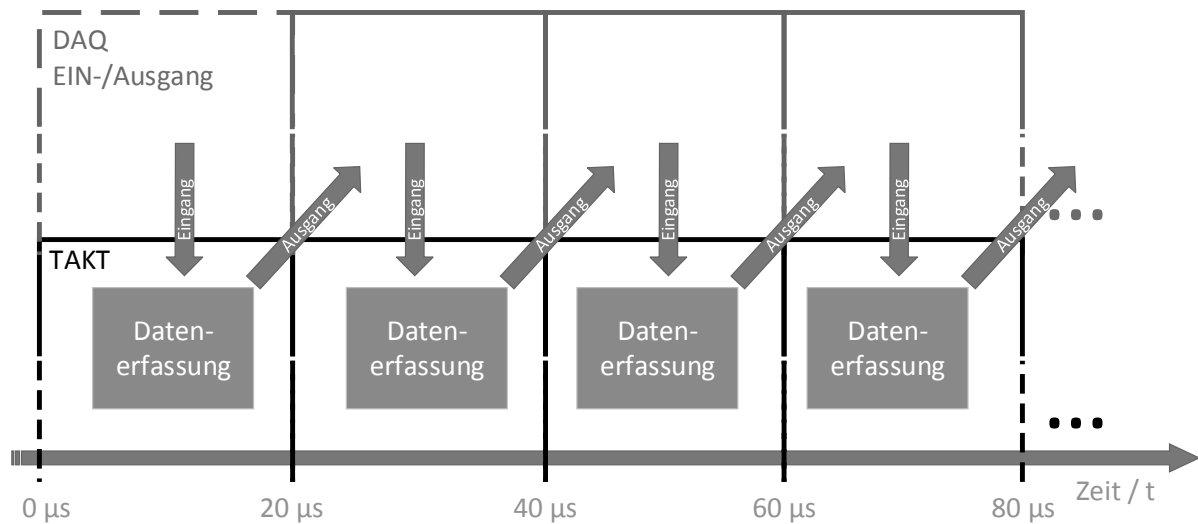 DAQ
EIN-/Ausgang
Eingang
Ausgang
Eingang
Ausgang
Eingang
Ausgang
Eingang
Ausgang
...
TAKT
Daten-
erfassung
Daten-
erfassung
Daten-
erfassung
Daten-
erfassung
...
Zeit / t
0 µs
20 µs
40 µs
60 µs
80 µs